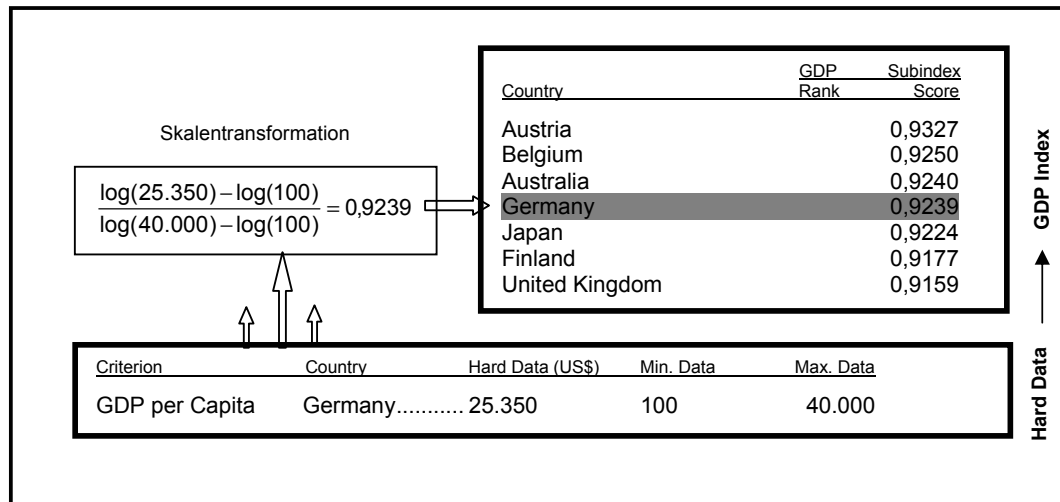 GDP Subindex
Country Rank Score
Austria 0,9327
Belgium 0,9250
Australia 0,9240
Germany 0,9239
Japan 0,9224
Finland 0,9177
United Kingdom 0,9159
Skalentransformation
log(25.350) – log(100)
log(40.000) – log(100) = 0,9239
Criterion Country Hard Data (US$) Min. Data Max. Data
GDP per Capita Germany........... 25.350 100 40.000
Hard Data GDP Index